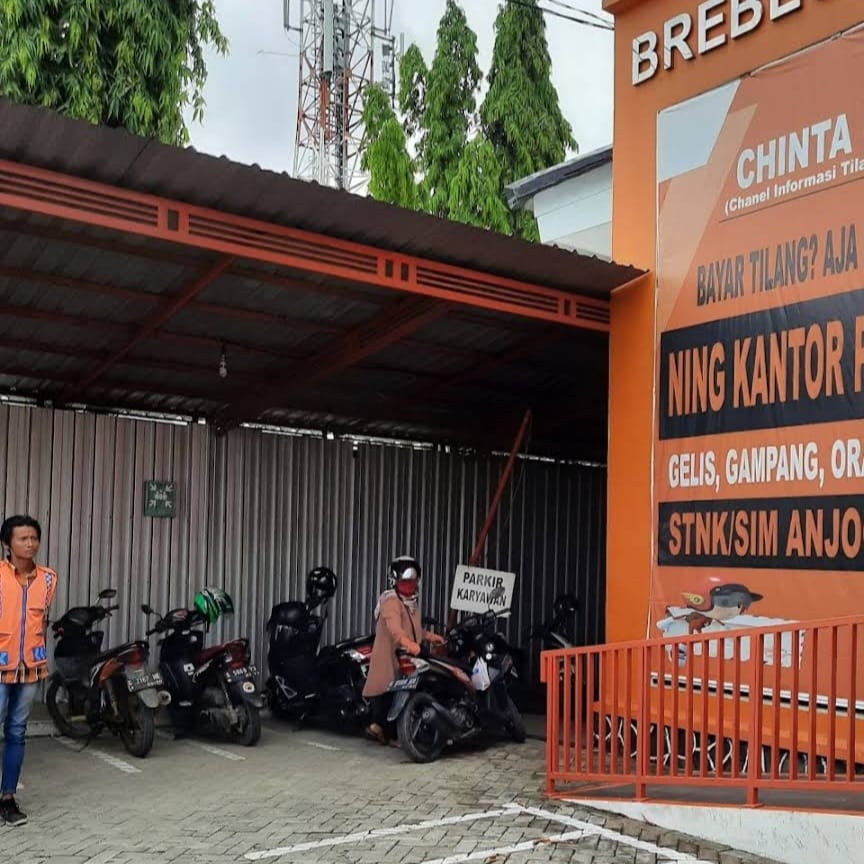 BREBE
CHINTA
(Chanel Informasi Tila
BAYAR TILANG? AJA
NING KANTOR
GELIS, GAMPANG, OR
STNK/SIM ANJO
PARKIR
KARYAWAN